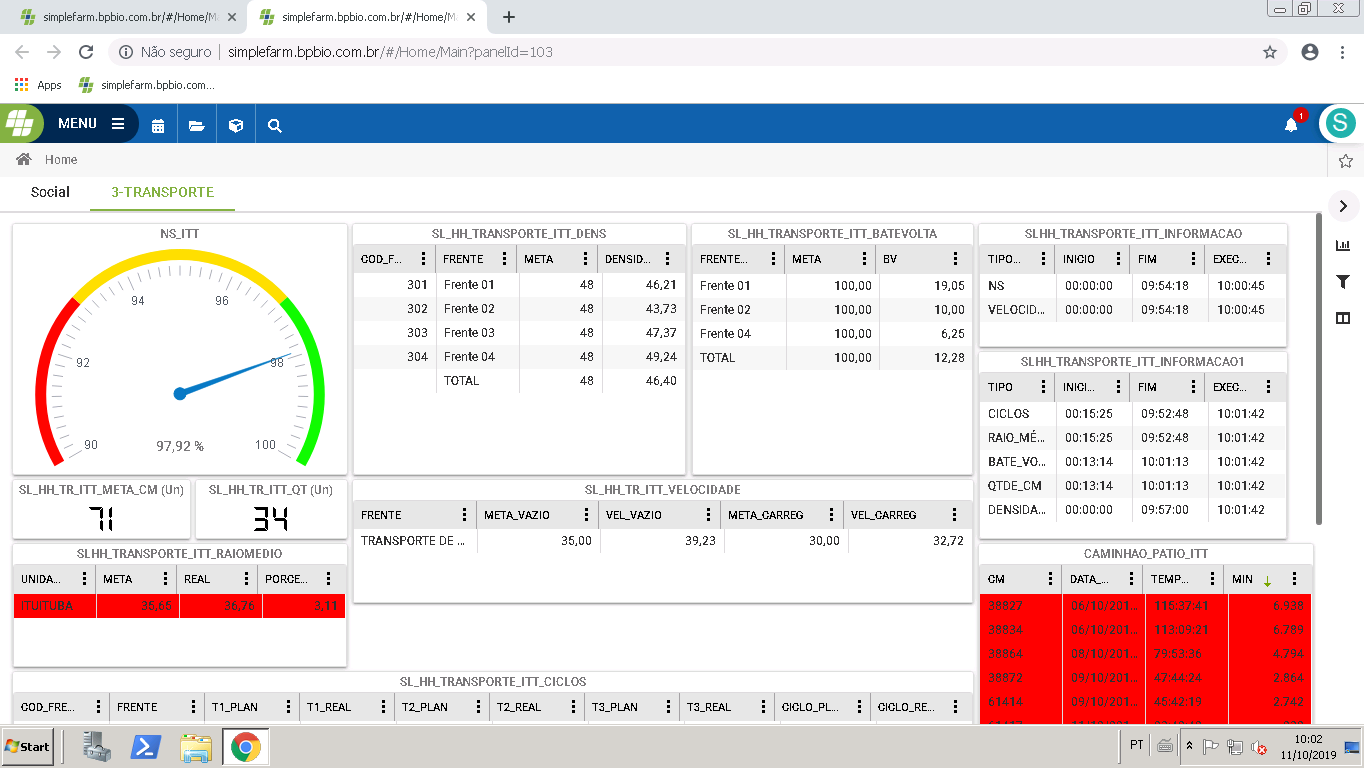 simplefarm.bpbio.com.br/#/Home/M
simplefarm.bpbio.com.br/#/Home/M
Não seguro simplefarm.bpbio.com.br/#/Home/Main?panelId=103
Apps simplefarm.bpbio.com...
MENU 1 S
Home
Social 3-TRANSPORTE
NS_ITT
90 92 94 96 98 100
97,92 %
SL_HH_TRANSPORTE_ITT_DENS
COD_F... FRENTE META DENSID...
301 Frente 01 48 46,21
302 Frente 02 48 43,73
303 Frente 03 48 47,37
304 Frente 04 48 49,24
TOTAL 48 46,40
SL_HH_TRANSPORTE_ITT_BATEVOLTA
FRENTE... META BV
Frente 01 100,00 19,05
Frente 02 100,00 10,00
Frente 04 100,00 6,25
TOTAL 100,00 12,28
SLHH_TRANSPORTE_ITT_INFORMACAO
TIPO... INICIO FIM EXEC...
NS 00:00:00 09:54:18 10:00:45
VELOCID... 00:00:00 09:54:18 10:00:45
SLHH_TRANSPORTE_ITT_INFORMACAO1
TIPO INICI... FIM EXEC...
CICLOS 00:15:25 09:52:48 10:01:42
RAIO_MÉ... 00:15:25 09:52:48 10:01:42
BATE_VO... 00:13:14 10:01:13 10:01:42
QTDE_CM 00:13:14 10:01:13 10:01:42
DENSIDA... 00:00:00 09:57:00 10:01:42
SL_HH_TR_ITT_META_CM (Un)
71
SL_HH_TR_ITT_QT (Un)
34
SL_HH_TR_ITT_VELOCIDADE
FRENTE META_VAZIO VEL_VAZIO META_CARREG VEL_CARREG
TRANSPORTE DE ... 35,00 39,23 30,00 32,72
SLHH_TRANSPORTE_ITT_RAIOMEDIO
UNIDA... META REAL PORCE...
ITUITUBA 35,65 36,76 3,11
CAMINHAO_PATIO_ITT
CM DATA_... TEMP... MIN
38827 06/10/201... 115:37:41 6.938
38834 06/10/201... 113:09:21 6.789
38864 08/10/201... 79:53:36 4.794
38872 09/10/201... 47:44:24 2.864
61414 09/10/201... 45:42:19 2.742
SL_HH_TRANSPORTE_ITT_CICLOS
COD_FRE... FRENTE T1_PLAN T1_REAL T2_PLAN T2_REAL T3_PLAN T3_REAL CICLO_PL... CICLO_RE...
Start PT 10:02
11/10/2019